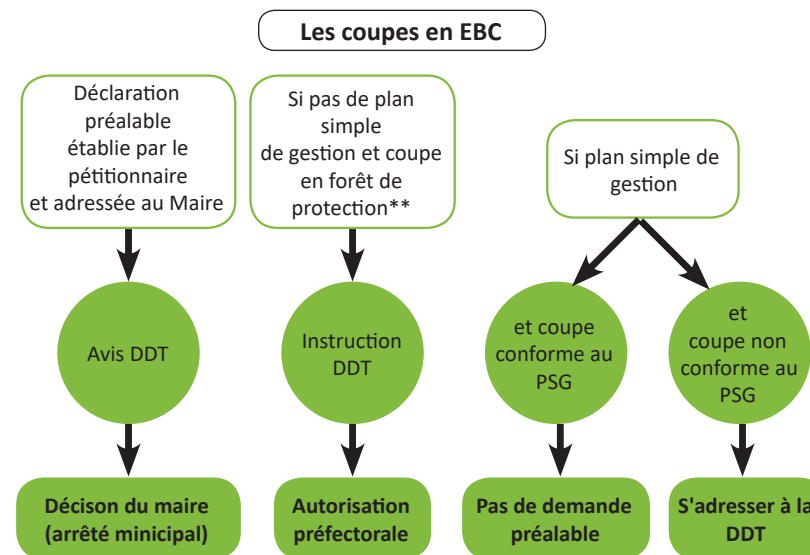 Les coupes en EBC
Déclaration
préalable
établie par le
pétitionnaire
et adressée au Maire
Avis DDT
Décison du maire
(arrêté minicipal)
Si pas de plan
simple
de gestion et coupe
en forêt de
protection**
Instruction
DDT
Autorisation
préfectorale
Si plan simple de
gestion
et coupe
conforme au
PSG
Pas de demande
préalable
et
coupe non
conforme au
PSG
S'adresser à la
DDT